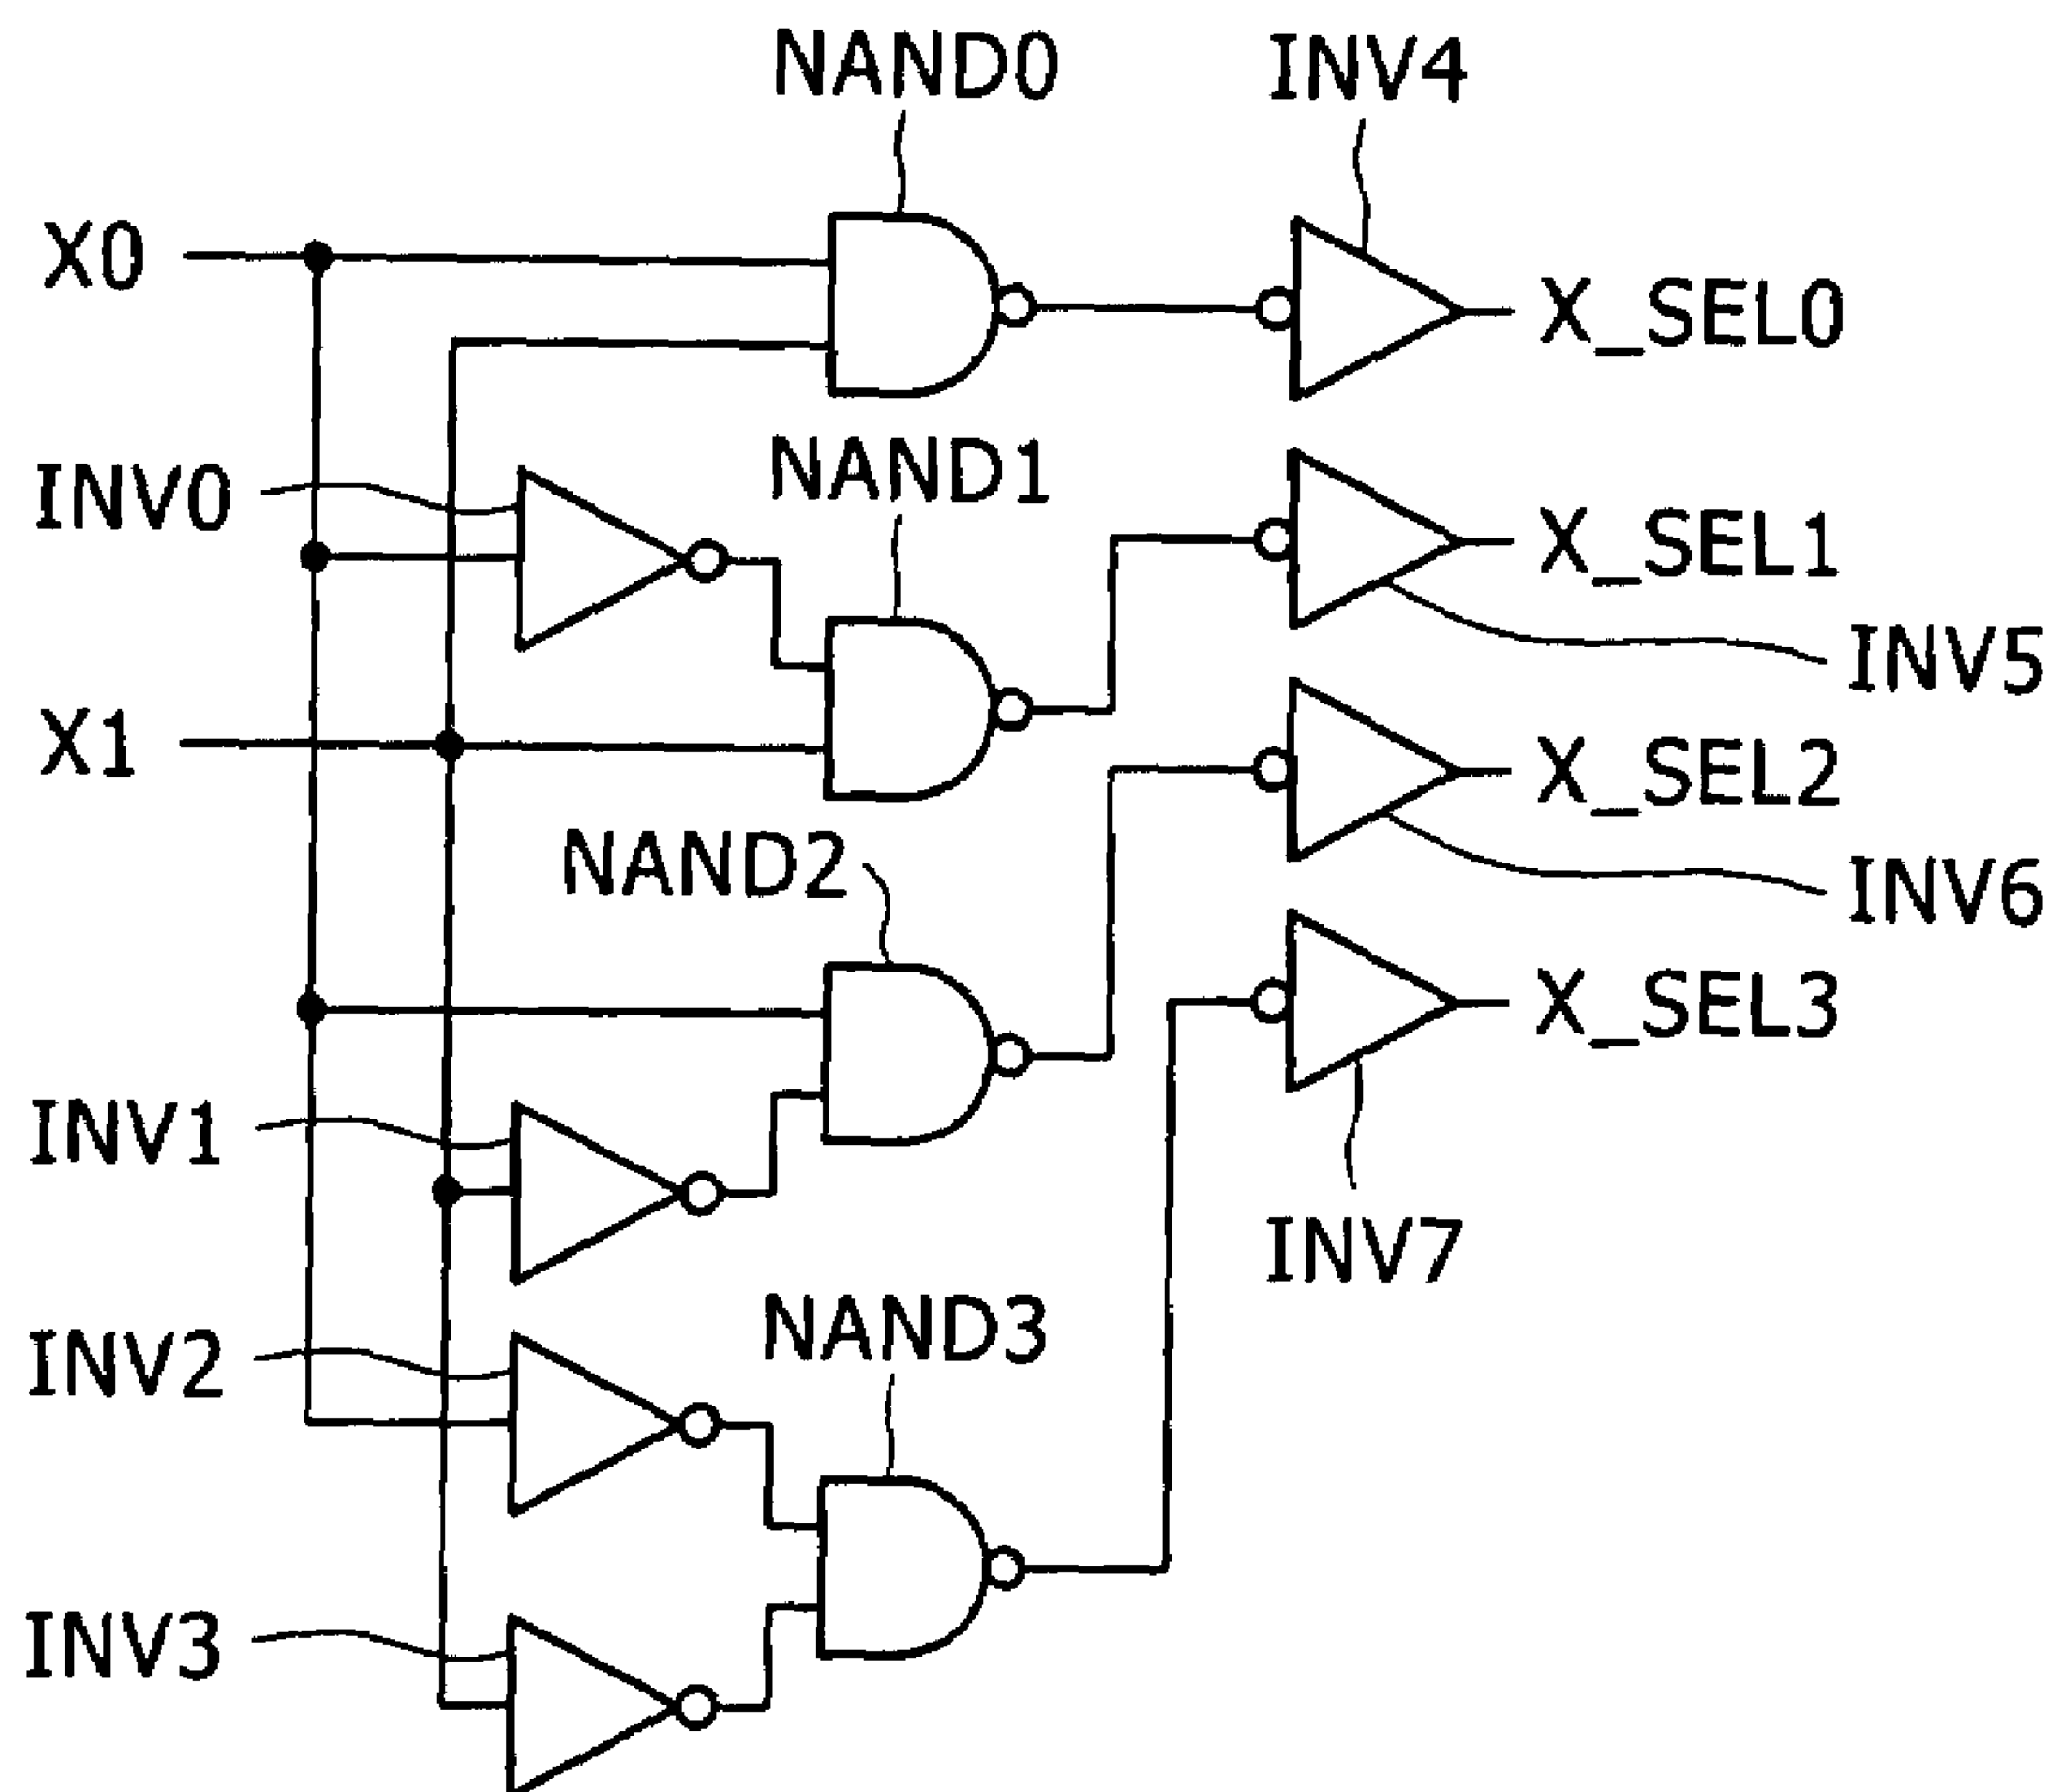 NAND0
INV4
X0
X_SEL0
INV0
NAND1
X_SEL1
INV5
X1
X_SEL2
NAND2
INV6
X_SEL3
INV1
INV7
NAND3
INV2
INV3